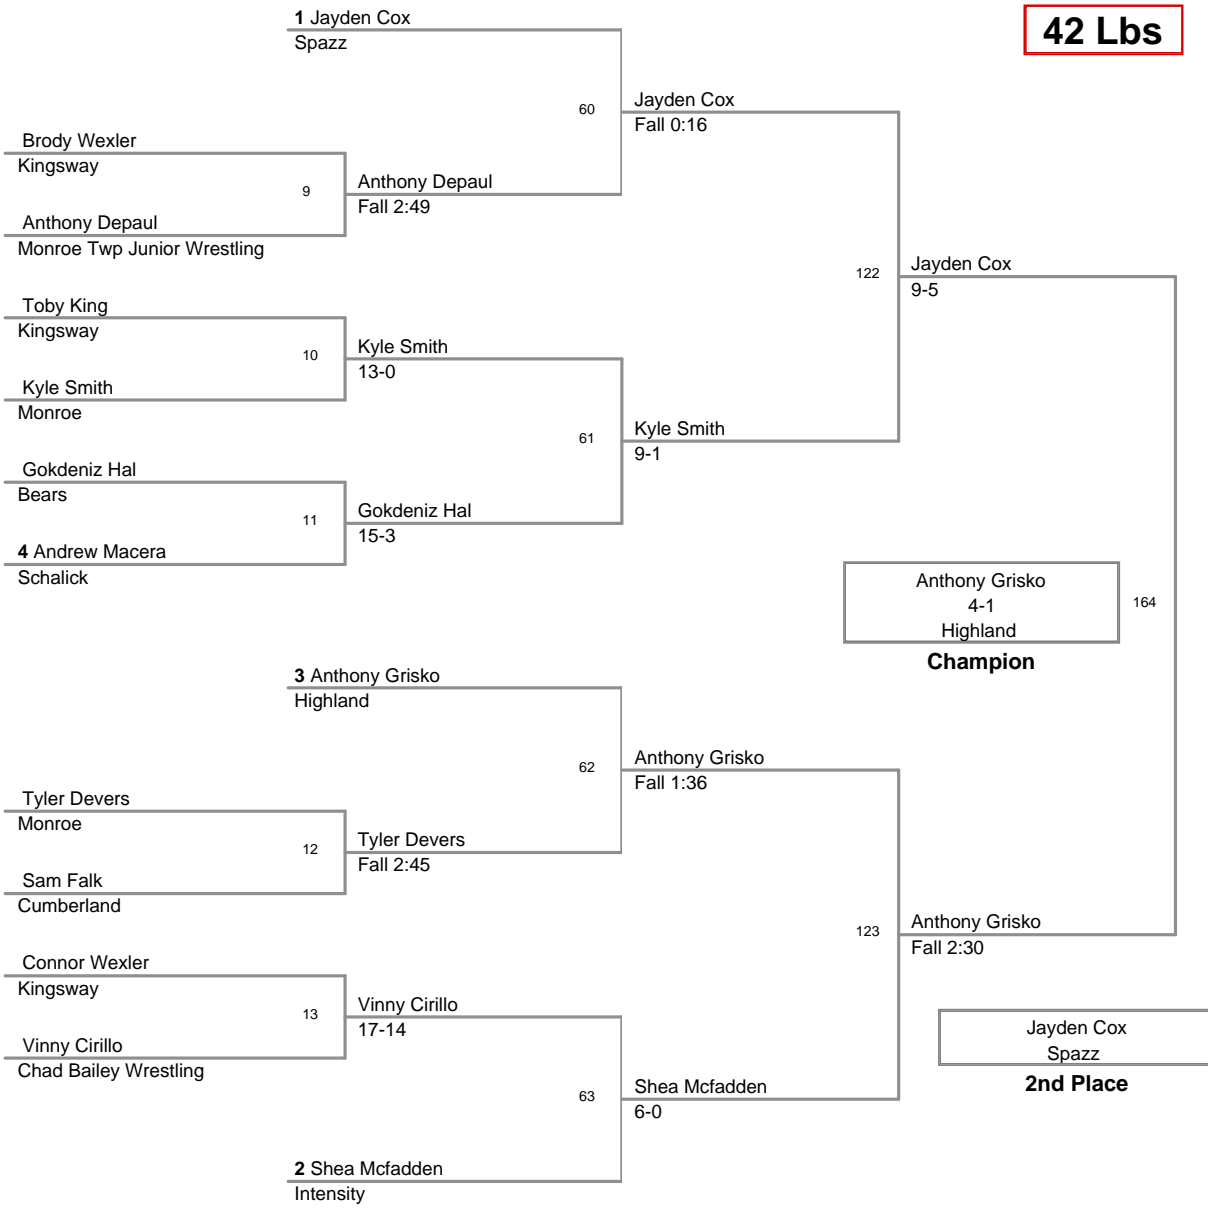 1 Jayden Cox
Spazz
42 Lbs
60
Jayden Cox
Fall 0:16
Brody Wexler
Kingsway
9
Anthony Depaul
Fall 2:49
Anthony Depaul
Monroe Twp Junior Wrestling
122
Jayden Cox
9-5
Toby King
Kingsway
10
Kyle Smith
13-0
Kyle Smith
Monroe
61
Kyle Smith
9-1
Gokdeniz Hal
Bears
11
Gokdeniz Hal
15-3
4 Andrew Macera
Schalick
Anthony Grisko
4-1
Highland
164
Champion
3 Anthony Grisko
Highland
62
Anthony Grisko
Fall 1:36
Tyler Devers
Monroe
12
Tyler Devers
Fall 2:45
Sam Falk
Cumberland
123
Anthony Grisko
Fall 2:30
Connor Wexler
Kingsway
13
Vinny Cirillo
17-14
Vinny Cirillo
Chad Bailey Wrestling
Jayden Cox
Spazz
2nd Place
63
Shea Mcfadden
6-0
2 Shea Mcfadden
Intensity